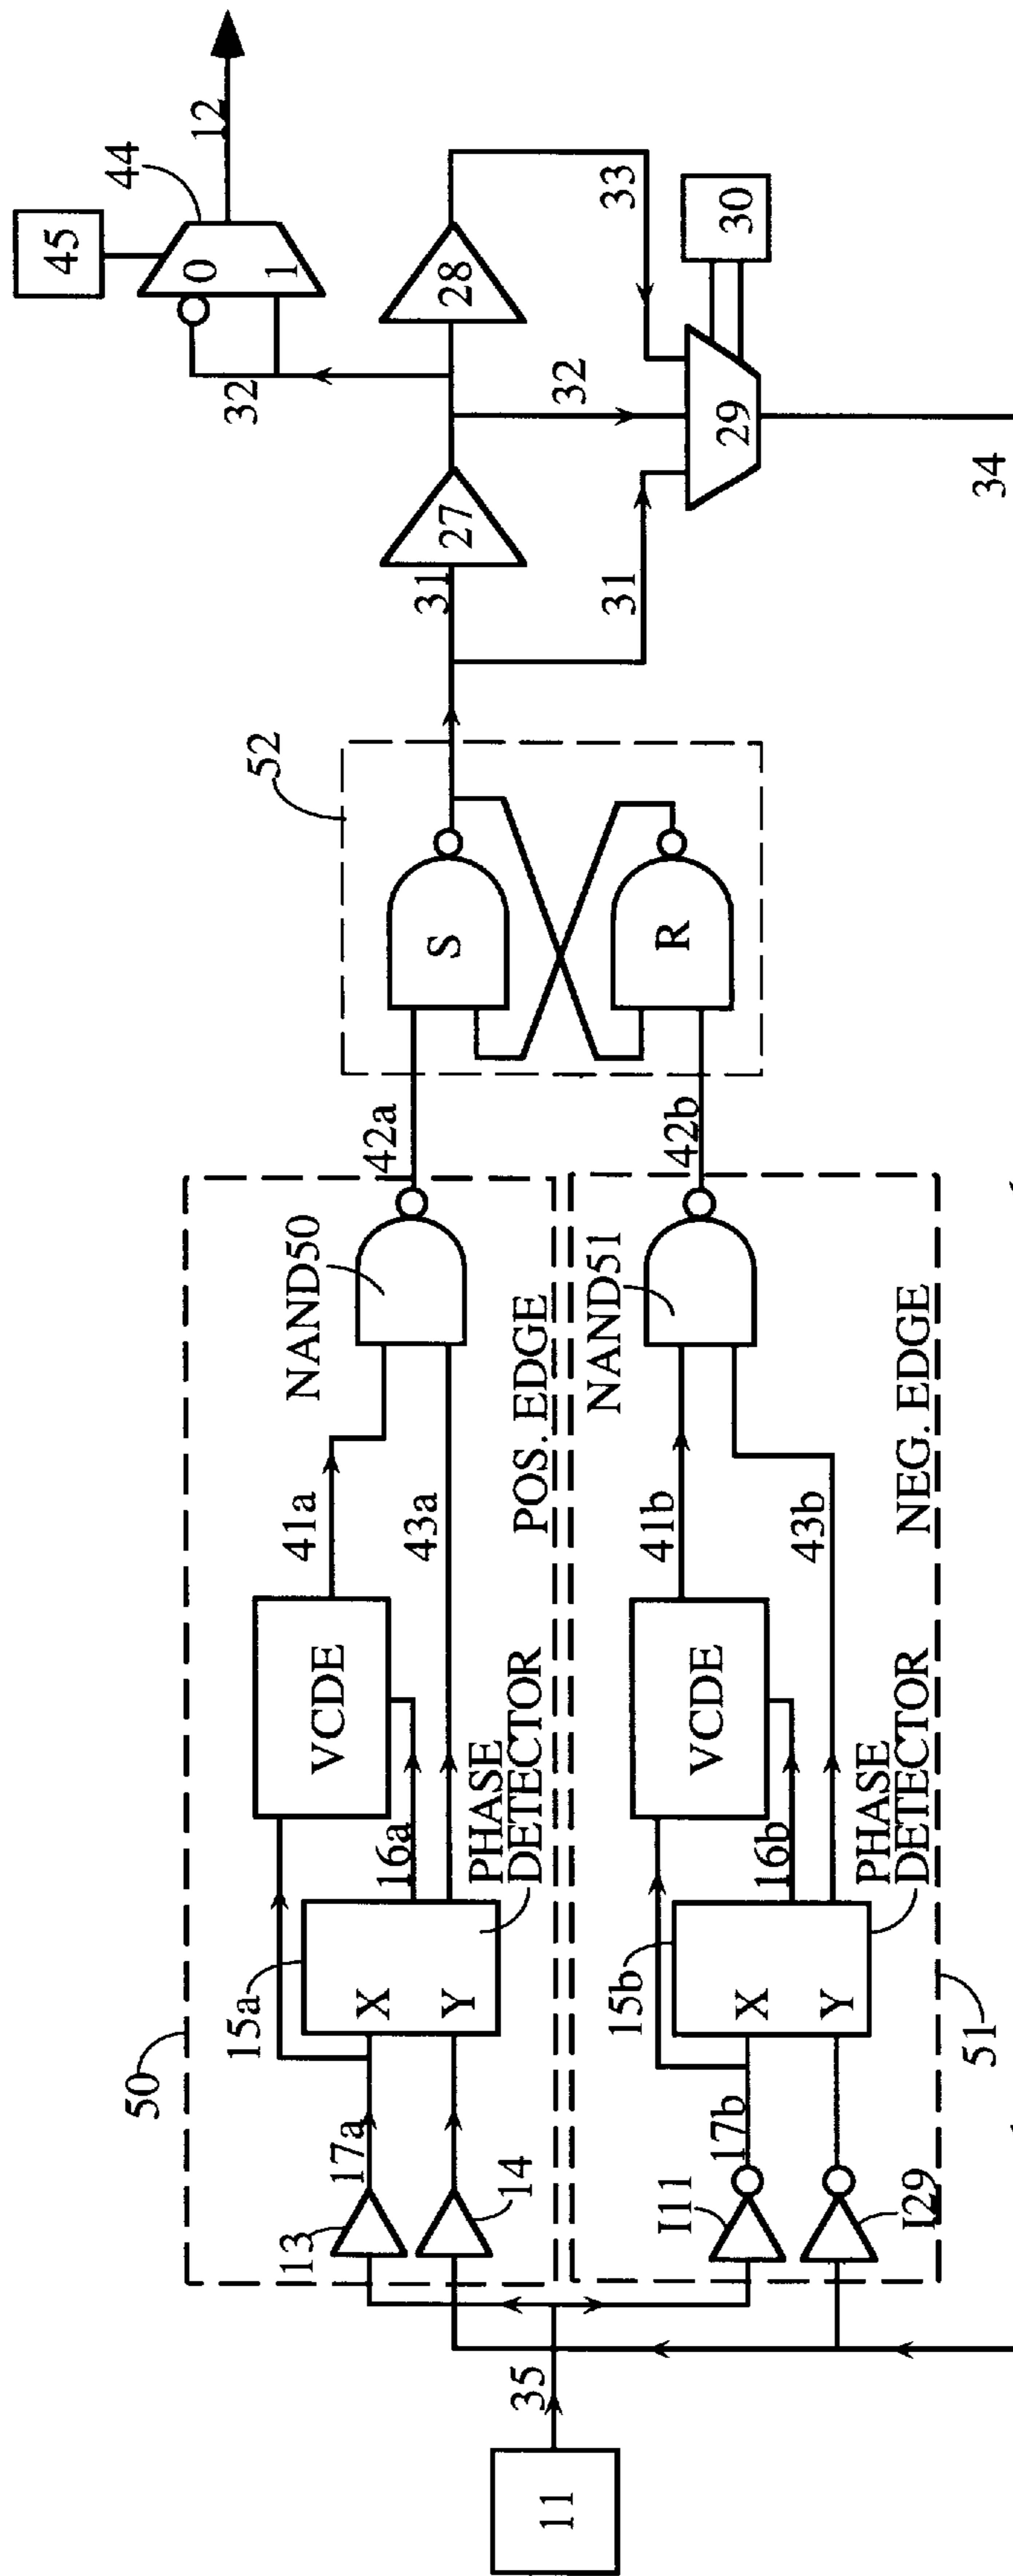 45
44
12
0
1
32
28
33
30
32
29
34
27
31
31
52
S
R
42a
42b
50
NAND50
41a
43a
POS. EDGE
VCDE
16a
PHASE
DETECTOR
15a
X
Y
17a
13
14
NAND51
41b
43b
NEG. EDGE
VCDE
16b
PHASE
DETECTOR
15b
X
Y
51
17b
I11
I29
35
11